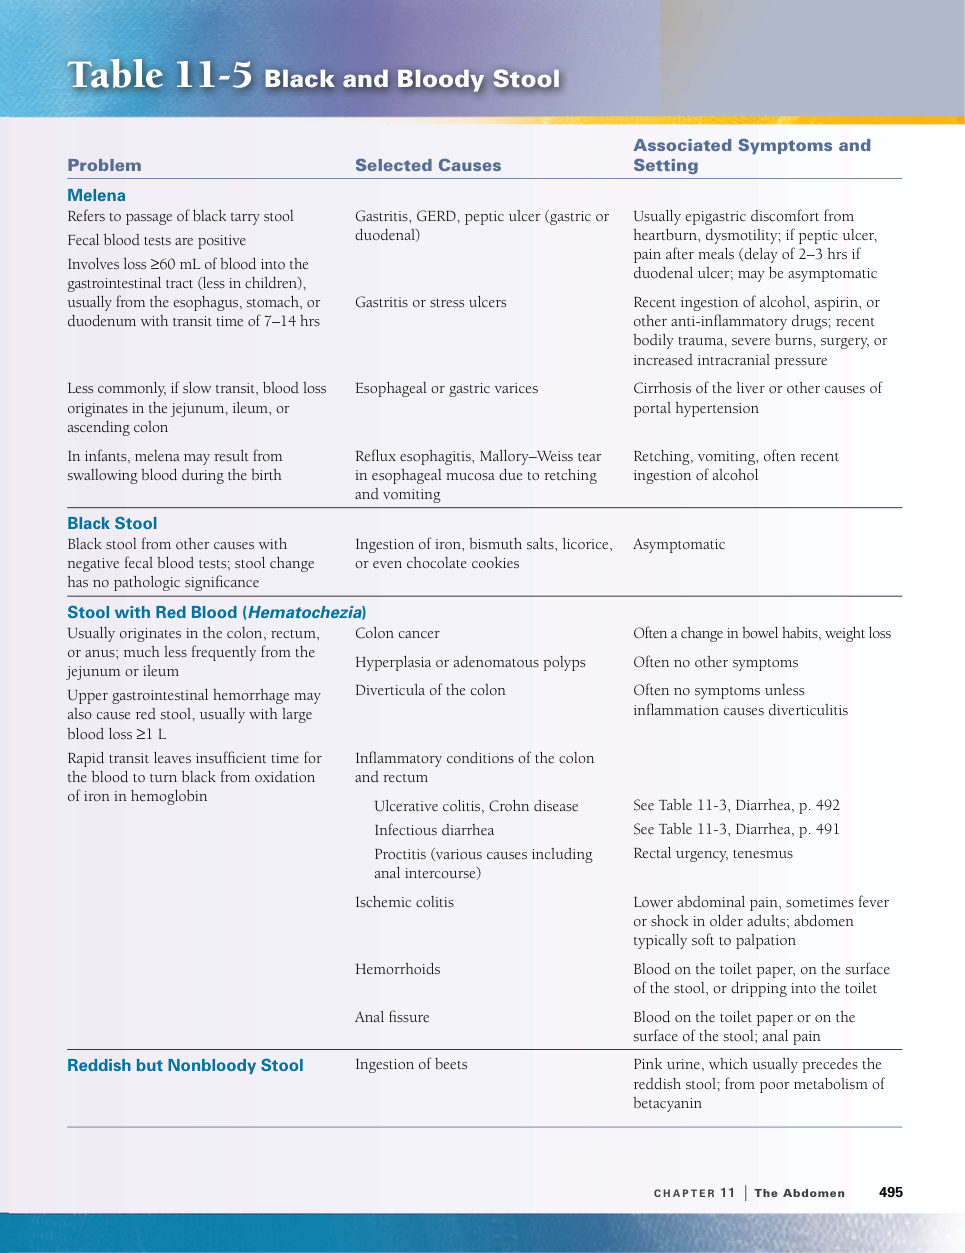 Table 11-5 Black and Bloody Stool
Problem
Selected Causes
Associated Symptoms and
Setting
Melena
Refers to passage of black tarry stool
Fecal blood tests are positive
Involves loss ≥60 mL of blood into the
gastrointestinal tract (less in children),
usually from the esophagus, stomach, or
duodenum with transit time of 7–14 hrs
Gastritis, GERD, peptic ulcer (gastric or
duodenal)
Usually epigastric discomfort from
heartburn, dysmotility; if peptic ulcer,
pain after meals (delay of 2–3 hrs if
duodenal ulcer; may be asymptomatic
Gastritis or stress ulcers
Recent ingestion of alcohol, aspirin, or
other anti-inflammatory drugs; recent
bodily trauma, severe burns, surgery, or
increased intracranial pressure
Less commonly, if slow transit, blood loss
originates in the jejunum, ileum, or
ascending colon
Esophageal or gastric varices
Cirrhosis of the liver or other causes of
portal hypertension
In infants, melena may result from
swallowing blood during the birth
Reflux esophagitis, Mallory–Weiss tear
in esophageal mucosa due to retching
and vomiting
Retching, vomiting, often recent
ingestion of alcohol
Black Stool
Black stool from other causes with
negative fecal blood tests; stool change
has no pathologic significance
Ingestion of iron, bismuth salts, licorice,
or even chocolate cookies
Asymptomatic
Stool with Red Blood (Hematochezia)
Usually originates in the colon, rectum,
or anus; much less frequently from the
jejunum or ileum
Upper gastrointestinal hemorrhage may
also cause red stool, usually with large
blood loss ≥1 L
Rapid transit leaves insufficient time for
the blood to turn black from oxidation
of iron in hemoglobin
Colon cancer
Often a change in bowel habits, weight loss
Hyperplasia or adenomatous polyps
Often no other symptoms
Diverticula of the colon
Often no symptoms unless
inflammation causes diverticulitis
Inflammatory conditions of the colon
and rectum
Ulcerative colitis, Crohn disease
See Table 11-3, Diarrhea, p. 492
Infectious diarrhea
See Table 11-3, Diarrhea, p. 491
Proctitis (various causes including
anal intercourse)
Rectal urgency, tenesmus
Ischemic colitis
Lower abdominal pain, sometimes fever
or shock in older adults; abdomen
typically soft to palpation
Hemorrhoids
Blood on the toilet paper, on the surface
of the stool, or dripping into the toilet
Anal fissure
Blood on the toilet paper or on the
surface of the stool; anal pain
Reddish but Nonbloody Stool
Ingestion of beets
Pink urine, which usually precedes the
reddish stool; from poor metabolism of
betacyanin
CHAPTER 11 | The Abdomen 495